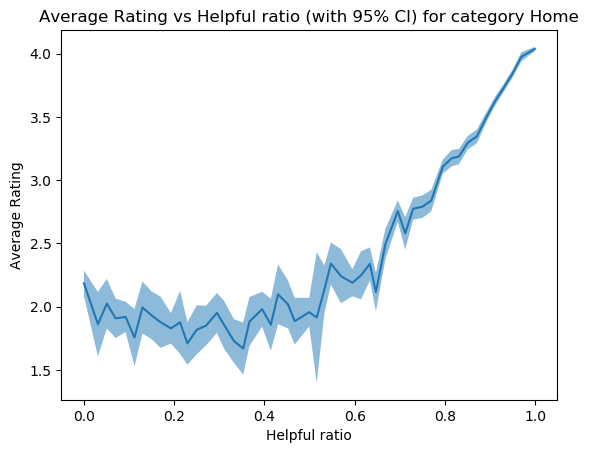 Average Rating vs Helpful ratio (with 95% CI) for category Home
Average Rating
4.0
3.5
3.0
2.5
2.0
1.5
0.0 0.2 0.4 0.6 0.8 1.0
Helpful ratio